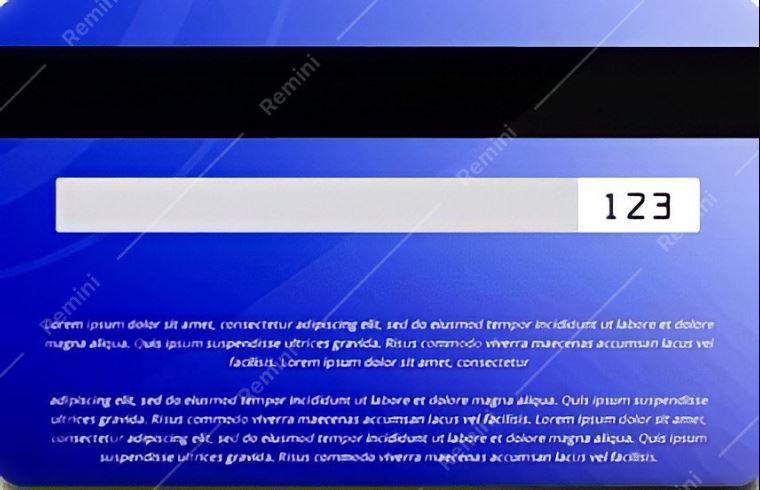 Remini
Remini
Remini
123
Remini
Remini
Lorem ipsum dolor sit amet, consectetur adipiscing elit, sed do eiusmod tempor incididunt ut labore et dolore
magna aliqua. Quis ipsum suspendisse ultrices gravida. Risus commodo viverra maecenas accumsan lacus vel
facilisis. Lorem ipsum dolor sit amet, consectetur
Remini
adipiscing elit, sed do eiusmod tempor incididunt ut labore et dolore magna aliqua. Quis ipsum suspendisse
ultrices gravida. Risus commodo viverra maecenas accumsan lacus vel facilisis. Lorem ipsum dolor sit amet,
consectetur adipiscing elit, sed do eiusmod tempor incididunt ut labore et dolore magna aliqua. Quis ipsum
suspendisse ultrices gravida. Risus commodo viverra maecenas accumsan lacus vel facilisis.
Remini